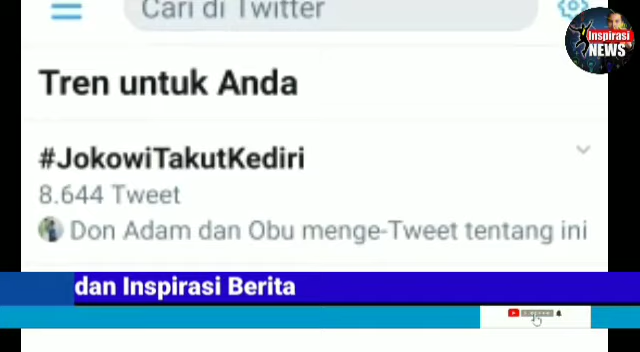 Cari di Twitter
Inspirasi
NEWS
Tren untuk Anda
#JokowiTakutKediri
8.644 Tweet
Don Adam dan Obu menge-Tweet tentang ini
dan Inspirasi Berita